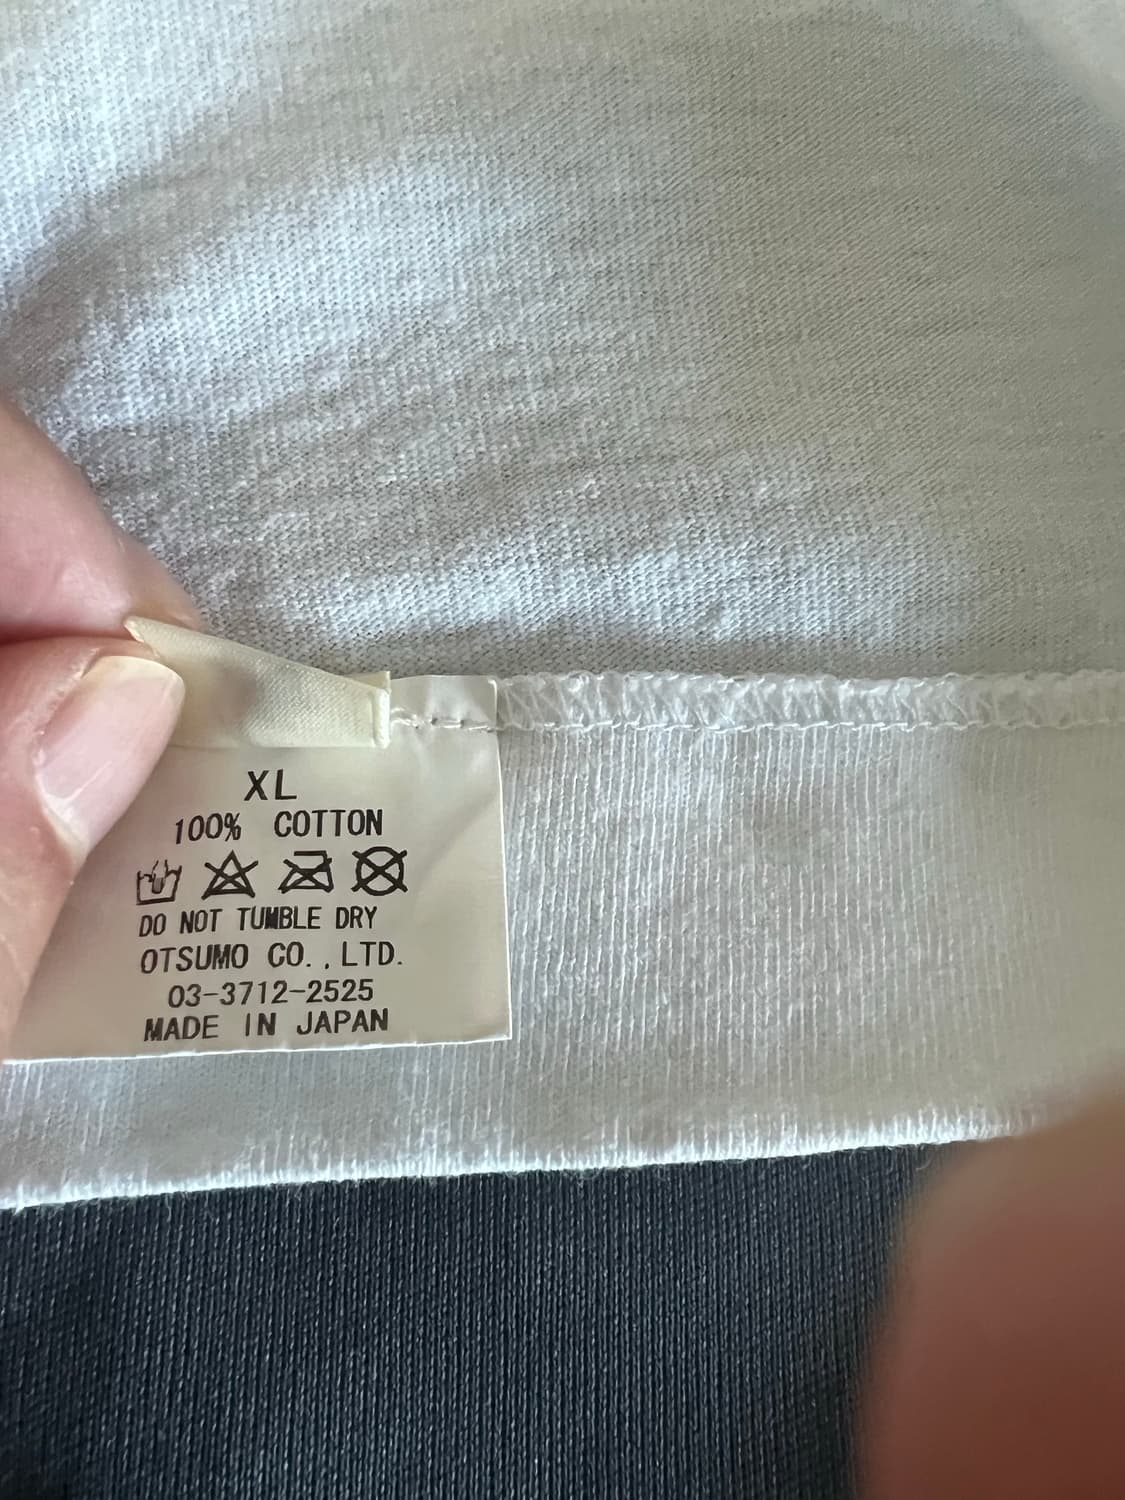 XL
100% COTTON
DO NOT TUMBLE DRY
OTSUMO CO.,LTD.
03-3712-2525
MADE IN JAPAN